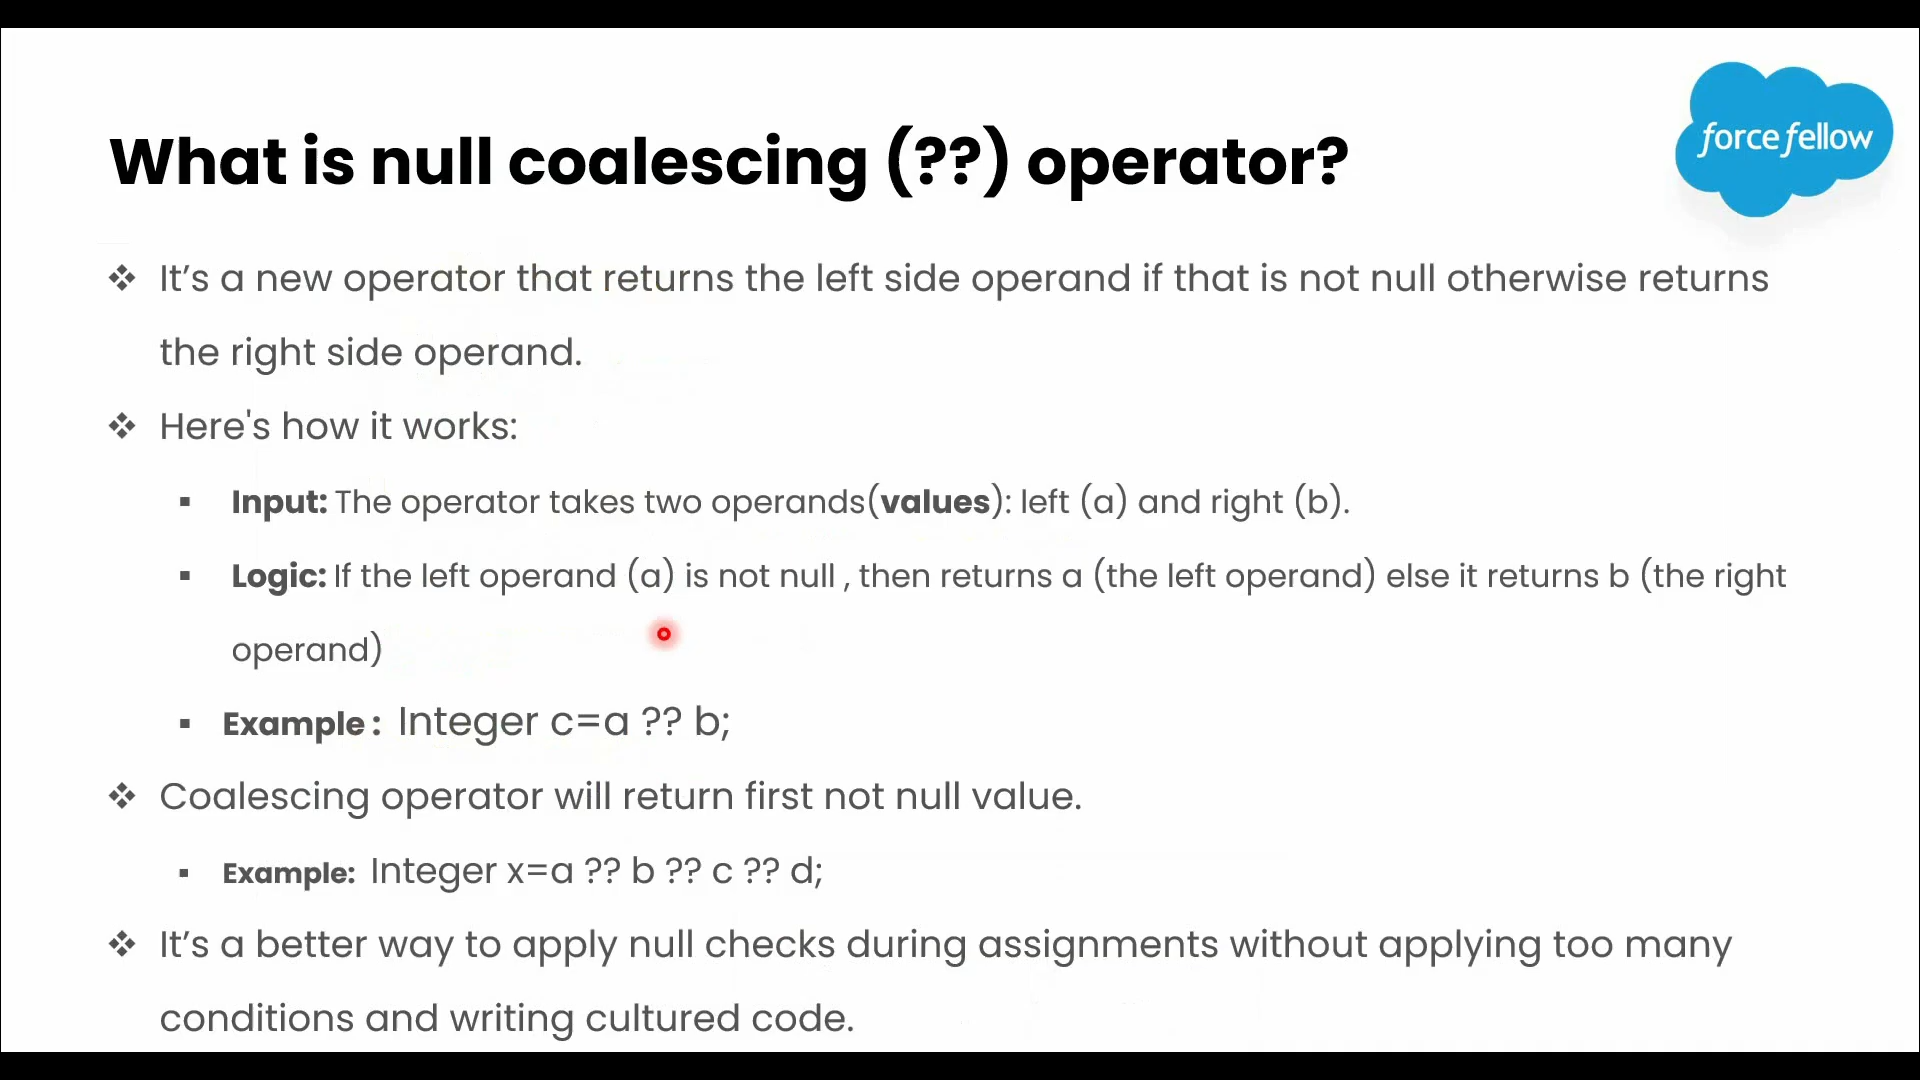 What is null coalescing (??) operator?
force fellow
❖ It’s a new operator that returns the left side operand if that is not null otherwise returns
the right side operand.
❖ Here's how it works:
▪ Input: The operator takes two operands(values): left (a) and right (b).
▪ Logic: If the left operand (a) is not null , then returns a (the left operand) else it returns b (the right
operand)
▪ Example : Integer c=a ?? b;
❖ Coalescing operator will return first not null value.
▪ Example: Integer x=a ?? b ?? c ?? d;
❖ It’s a better way to apply null checks during assignments without applying too many
conditions and writing cultured code.